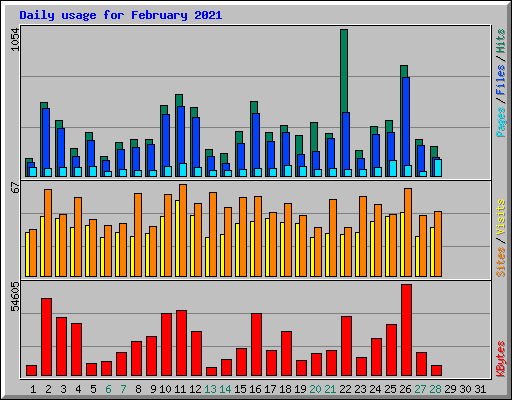 Daily usage for February 2021
1054
Pages / Files / Hits
67
Sites / Visits
54605
KBytes
1 2 3 4 5 6 7 8 9 10 11 12 13 14 15 16 17 18 19 20 21 22 23 24 25 26 27 28 29 30 31